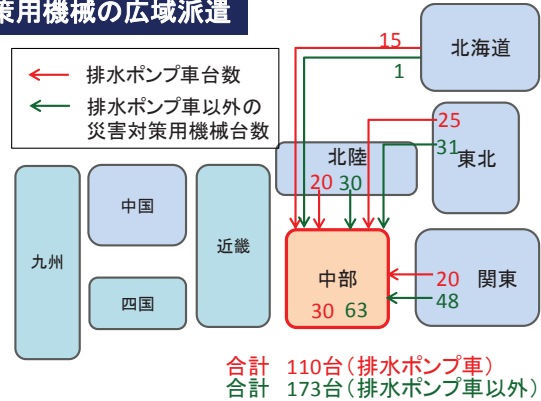 策用機械の広域派遣
排水ポンプ車台数
排水ポンプ車以外の
災害対策用機械台数
15
1
北海道
25
31
東北
北陸
20 30
中国
九州
近畿
四国
中部
30 63
20
48
関東
合計 110台(排水ポンプ車)
合計 173台(排水ポンプ車以外)